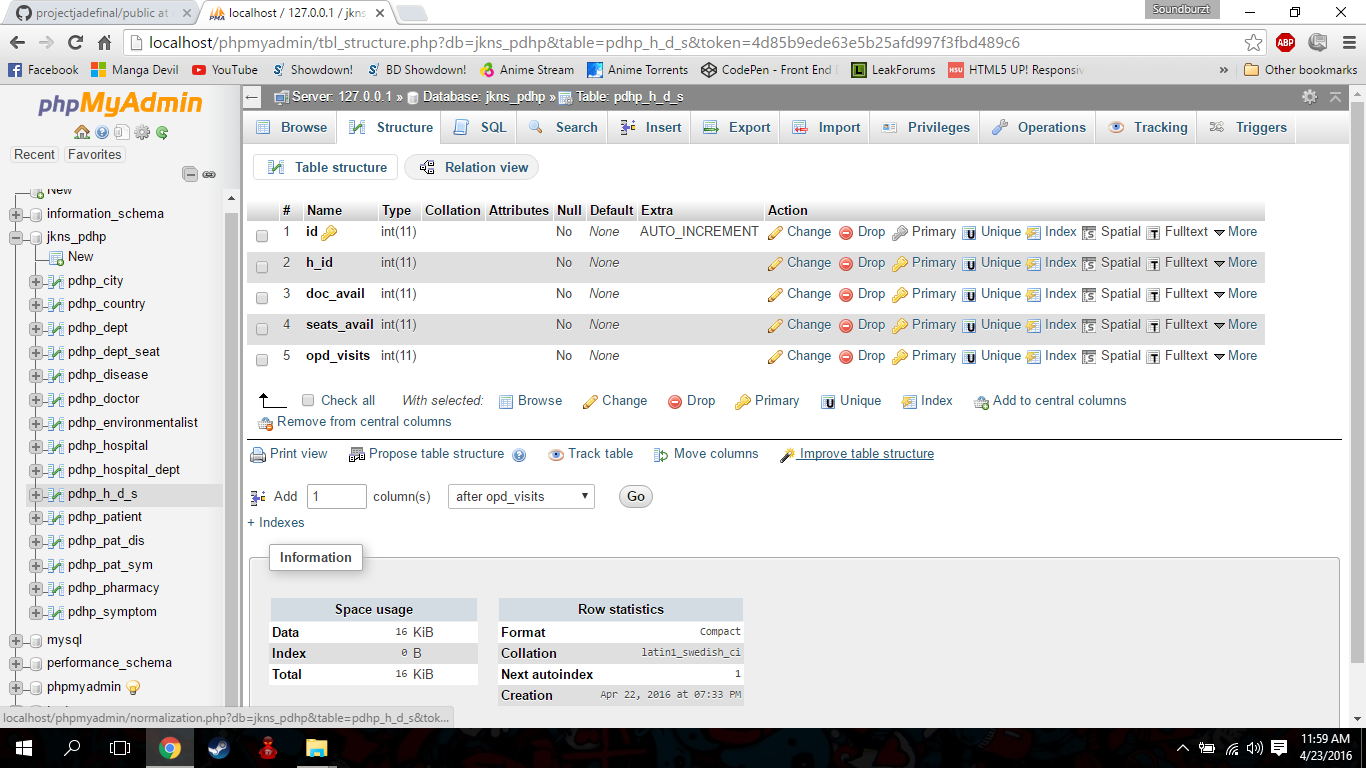 projectjadefinal/public at
localhost / 127.0.0.1 / jkns
Soundburzt
localhost/phpmyadmin/tbl_structure.php?db=jkns_pdhp&table=pdhp_h_d_s&token=4d85b9ede63e5b25afd997f3fbd489c6
ABP
Facebook Manga Devil YouTube Showdown! BD Showdown! Anime Stream Anime Torrents CodePen - Front End LeakForums HTML5 UP! Responsiv » Other bookmarks
phpMyAdmin
Recent Favorites
New
information_schema
jkns_pdhp
New
pdhp_city
pdhp_country
pdhp_dept
pdhp_dept_seat
pdhp_disease
pdhp_doctor
pdhp_environmentalist
pdhp_hospital
pdhp_hospital_dept
pdhp_h_d_s
pdhp_patient
pdhp_pat_dis
pdhp_pat_sym
pdhp_pharmacy
pdhp_symptom
mysql
performance_schema
phpmyadmin
localhost/phpmyadmin/normalization.php?db=jkns_pdhp&table=pdhp_h_d_s&tok...
Server: 127.0.0.1 » Database: jkns_pdhp » Table: pdhp_h_d_s
Browse Structure SQL Search Insert Export Import Privileges Operations Tracking Triggers
Table structure Relation view
# Name Type Collation Attributes Null Default Extra Action
1 id int(11) No None AUTO_INCREMENT Change Drop Primary Unique Index Spatial Fulltext More
2 h_id int(11) No None Change Drop Primary Unique Index Spatial Fulltext More
3 doc_avail int(11) No None Change Drop Primary Unique Index Spatial Fulltext More
4 seats_avail int(11) No None Change Drop Primary Unique Index Spatial Fulltext More
5 opd_visits int(11) No None Change Drop Primary Unique Index Spatial Fulltext More
Check all With selected: Browse Change Drop Primary Unique Index Add to central columns
Remove from central columns
Print view Propose table structure Track table Move columns Improve table structure
Add 1 column(s) after opd_visits Go
+ Indexes
Information
Space usage
Data 16 KiB
Index 0 B
Total 16 KiB
Row statistics
Format Compact
Collation latin1_swedish_ci
Next autoindex 1
Creation Apr 22, 2016 at 07:33 PM
11:59 AM
4/23/2016